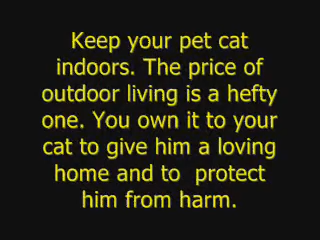 Keep your pet cat
indoors. The price of
outdoor living is a hefty
one. You own it to your
cat to give him a loving
home and to  protect
him from harm.